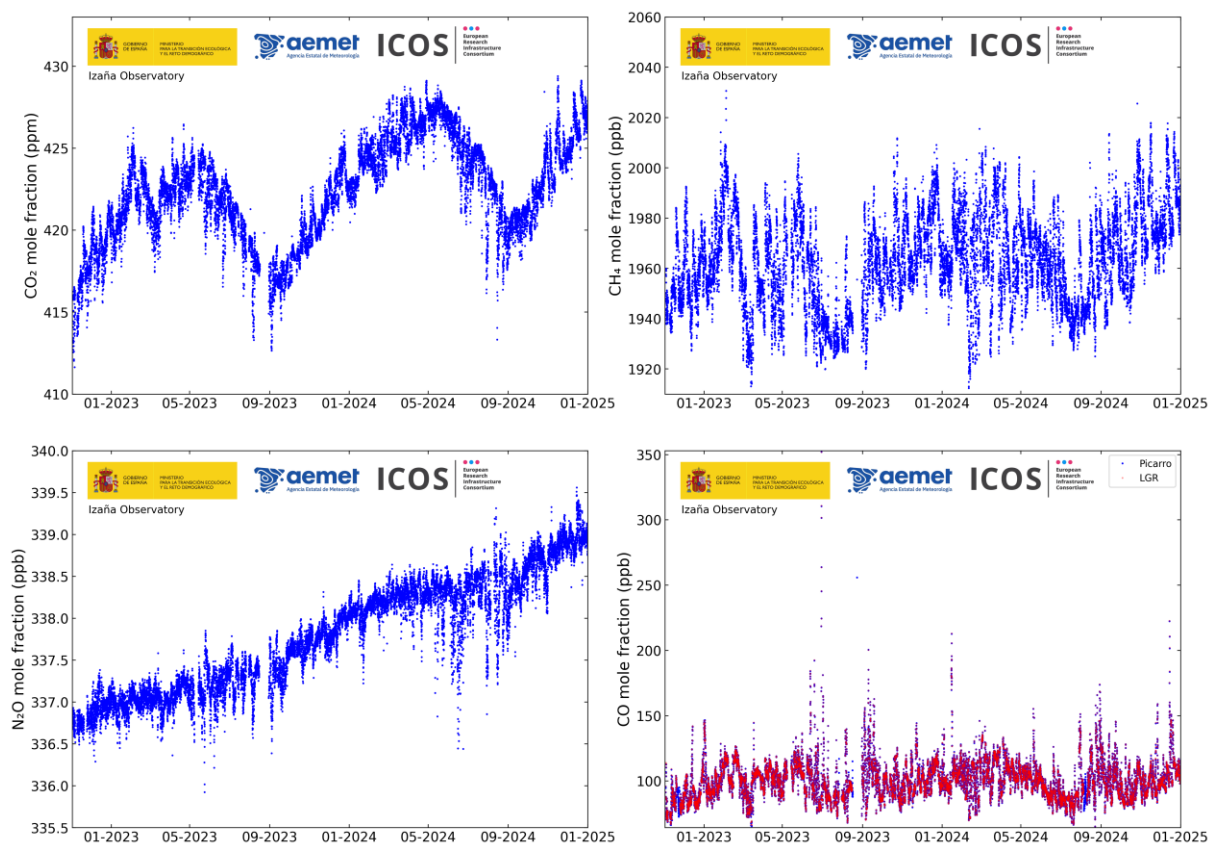 430
425
420
415
410
CO₂ mole fraction (ppm)
GOBIERNO
DE ESPAÑA
MINISTERIO
PARA LA TRANSICIÓN ECOLÓGICA
Y EL RETO DEMOGRÁFICO
aemet
Agencia Estatal de Meteorología
ICOS
European
Research
Infrastructure
Consortium
Izaña Observatory
01-2023 05-2023 09-2023 01-2024 05-2024 09-2024 01-2025
2060
2040
2020
2000
1980
1960
1940
1920
CH₄ mole fraction (ppb)
GOBIERNO
DE ESPAÑA
MINISTERIO
PARA LA TRANSICIÓN ECOLÓGICA
Y EL RETO DEMOGRÁFICO
aemet
Agencia Estatal de Meteorología
ICOS
European
Research
Infrastructure
Consortium
Izaña Observatory
01-2023 05-2023 09-2023 01-2024 05-2024 09-2024 01-2025
340.0
339.5
339.0
338.5
338.0
337.5
337.0
336.5
336.0
335.5
N₂O mole fraction (ppb)
GOBIERNO
DE ESPAÑA
MINISTERIO
PARA LA TRANSICIÓN ECOLÓGICA
Y EL RETO DEMOGRÁFICO
aemet
Agencia Estatal de Meteorología
ICOS
European
Research
Infrastructure
Consortium
Izaña Observatory
01-2023 05-2023 09-2023 01-2024 05-2024 09-2024 01-2025
350
300
250
200
150
100
CO mole fraction (ppb)
GOBIERNO
DE ESPAÑA
MINISTERIO
PARA LA TRANSICIÓN ECOLÓGICA
Y EL RETO DEMOGRÁFICO
aemet
Agencia Estatal de Meteorología
ICOS
European
Research
Infrastructure
Consortium
Izaña Observatory
Picarro
LGR
01-2023 05-2023 09-2023 01-2024 05-2024 09-2024 01-2025